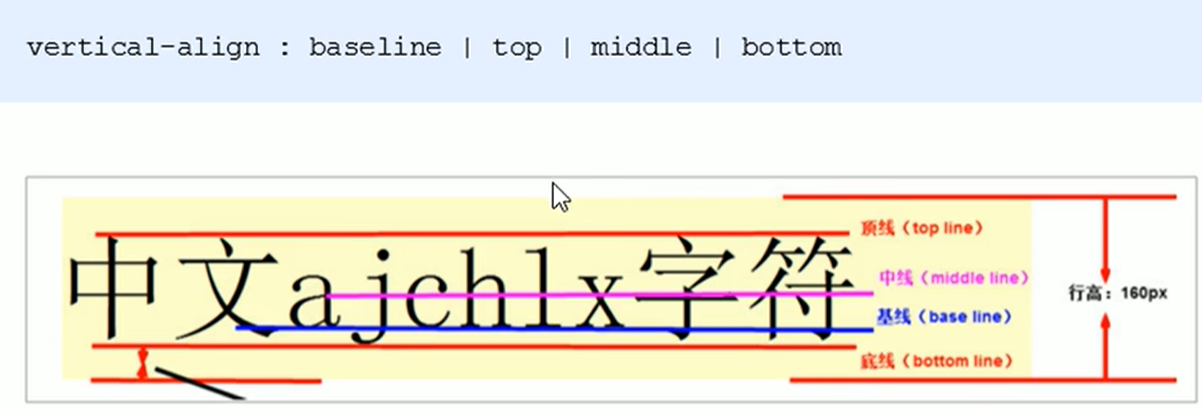 vertical-align : baseline | top | middle | bottom
顶线（top line）
中文ajchlx字符
中线（middle line）
行高：160px
基线（base line）
底线（bottom line）